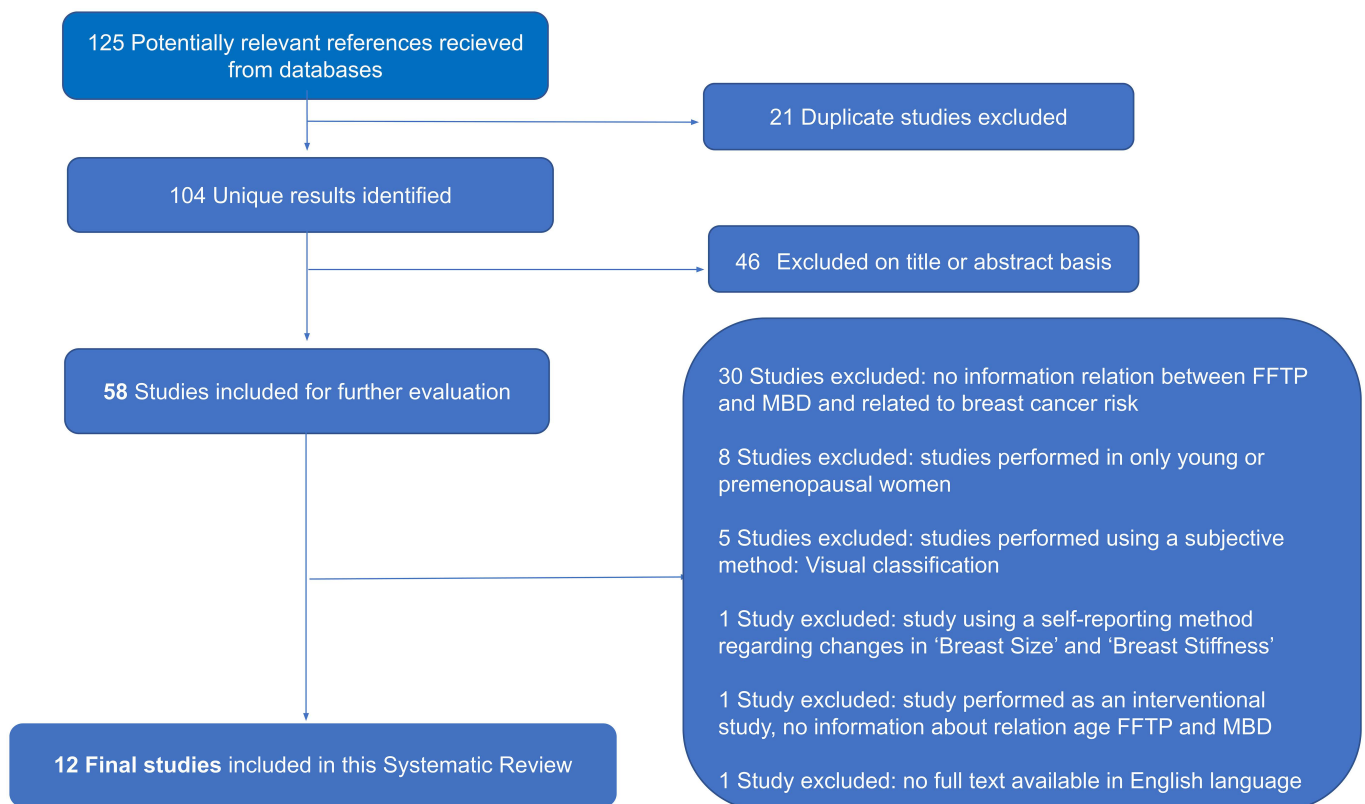 125 Potentially relevant references recieved
from databases
21 Duplicate studies excluded
104 Unique results identified
46 Excluded on title or abstract basis
58 Studies included for further evaluation
30 Studies excluded: no information relation between FFTP
and MBD and related to breast cancer risk
8 Studies excluded: studies performed in only young or
premenopausal women
5 Studies excluded: studies performed using a subjective
method: Visual classification
1 Study excluded: study using a self-reporting method
regarding changes in ‘Breast Size’ and ‘Breast Stiffness’
1 Study excluded: study performed as an interventional
study, no information about relation age FFTP and MBD
1 Study excluded: no full text available in English language
12 Final studies included in this Systematic Review